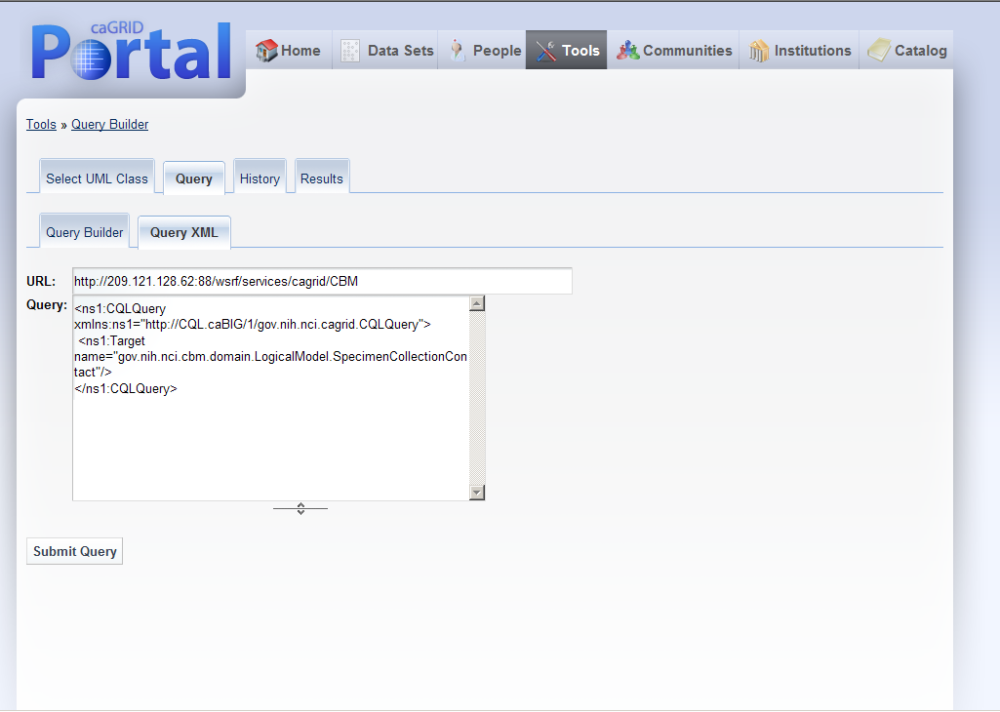 caGRID
Portal
Home Data Sets People Tools Communities Institutions Catalog
Tools » Query Builder
Select UML Class Query History Results
Query Builder Query XML
URL: http://209.121.128.62:88/wsrf/services/cagrid/CBM
Query: <ns1:CQLQuery
xmlns:ns1="http://CQL.caBIG/1/gov.nih.nci.cagrid.CQLQuery">
<ns1:Target
name="gov.nih.nci.cbm.domain.LogicalModel.SpecimenCollectionCon
tact"/>
</ns1:CQLQuery>
Submit Query